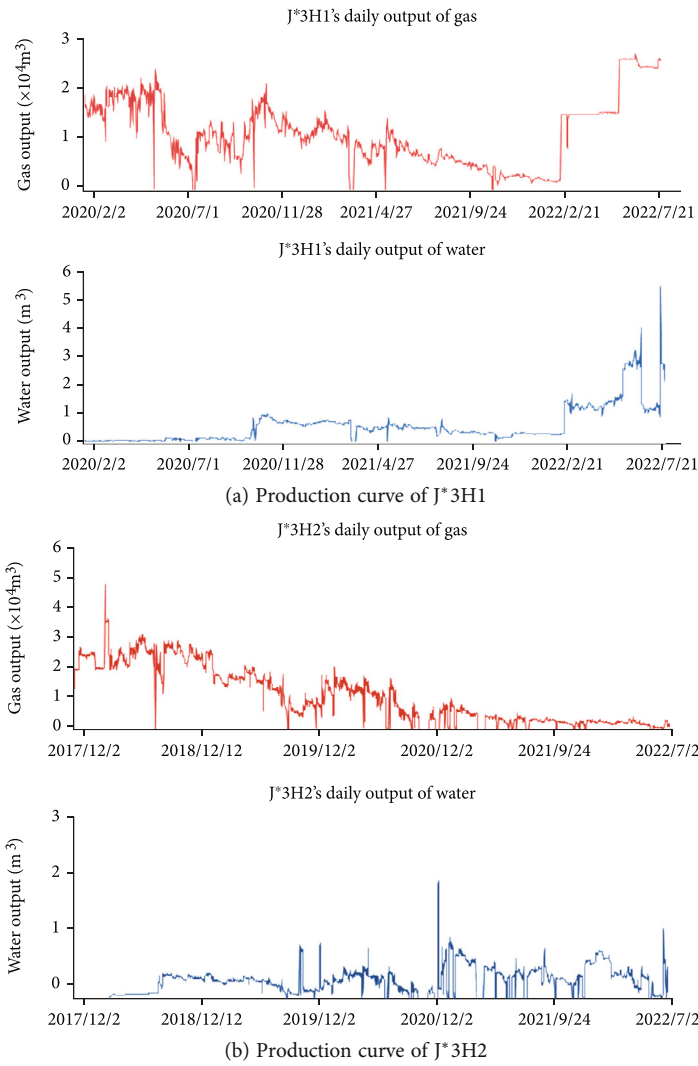 J*3H1's daily output of gas
Gas output (×10⁴m³)
3
2
1
0
2020/2/2 2020/7/1 2020/11/28 2021/4/27 2021/9/24 2022/2/21 2022/7/21
J*3H1's daily output of water
Water output (m³)
6
5
4
3
2
1
0
2020/2/2 2020/7/1 2020/11/28 2021/4/27 2021/9/24 2022/2/21 2022/7/21
(a) Production curve of J*3H1
J*3H2's daily output of gas
Gas output (×10⁴m³)
6
5
4
3
2
1
0
2017/12/2 2018/12/12 2019/12/2 2020/12/2 2021/9/24 2022/7/2
J*3H2's daily output of water
Water output (m³)
3
2
1
0
2017/12/2 2018/12/12 2019/12/2 2020/12/2 2021/9/24 2022/7/2
(b) Production curve of J*3H2